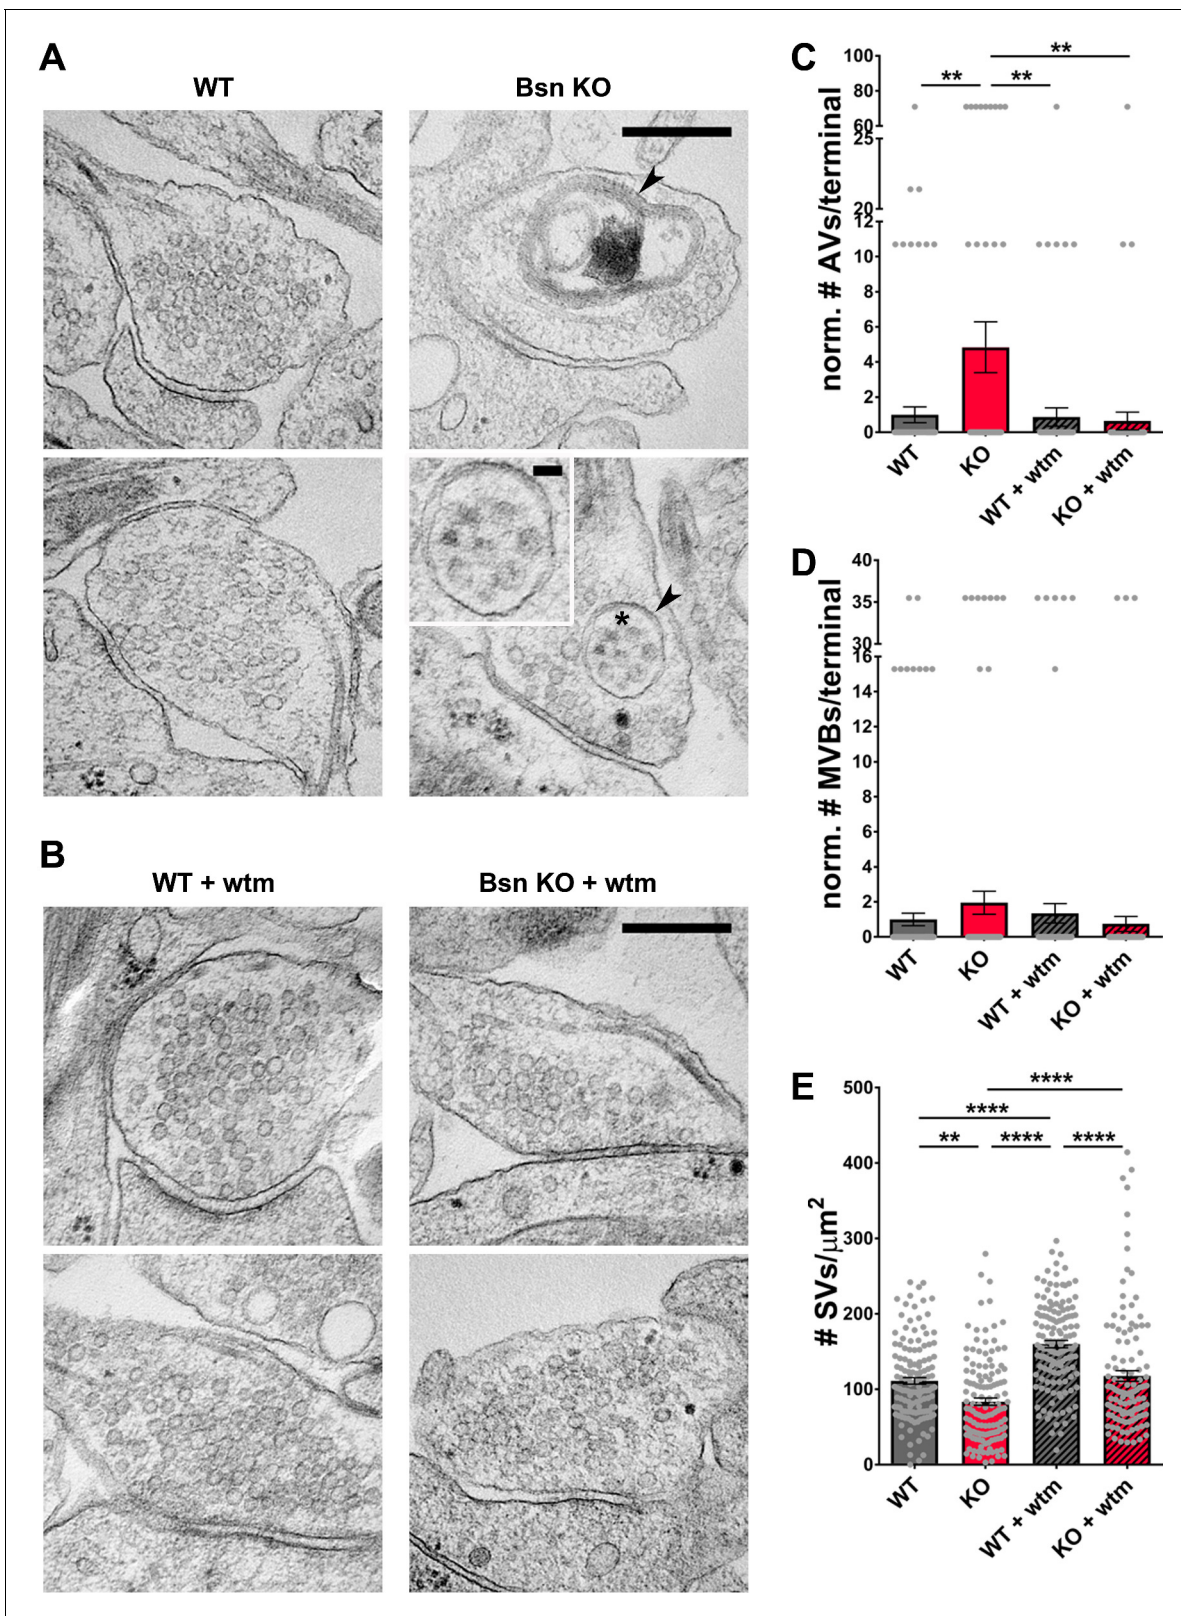 A
WT
Bsn KO
*
B
WT + wtm
Bsn KO + wtm
C
norm. # AVs/terminal
100
80
60
25
20
12
10
8
6
4
2
0
**
**
**
WT
KO
WT + wtm
KO + wtm
D
norm. # MVBs/terminal
40
35
30
16
14
12
10
8
6
4
2
0
WT
KO
WT + wtm
KO + wtm
E
# SVs/μm²
500
400
300
200
100
0
****
****
**
****
****
WT
KO
WT + wtm
KO + wtm